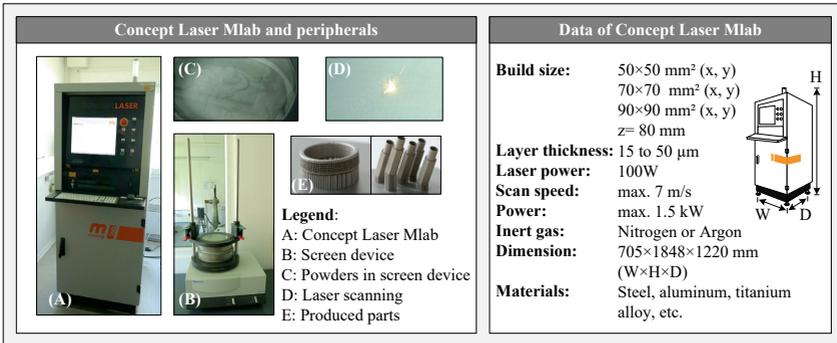 Concept Laser Mlab and peripherals
(C)
(D)
LASER
(E)
(A)
(B)
Legend:
A: Concept Laser Mlab
B: Screen device
C: Powders in screen device
D: Laser scanning
E: Produced parts
Data of Concept Laser Mlab
Build size: 50×50 mm² (x, y)
70×70 mm² (x, y)
90×90 mm² (x, y)
z= 80 mm
Layer thickness: 15 to 50 µm
Laser power: 100W
Scan speed: max. 7 m/s
Power: max. 1.5 kW
Inert gas: Nitrogen or Argon
Dimension: 705×1848×1220 mm
(W×H×D)
Materials: Steel, aluminum, titanium
alloy, etc.
H
W
D